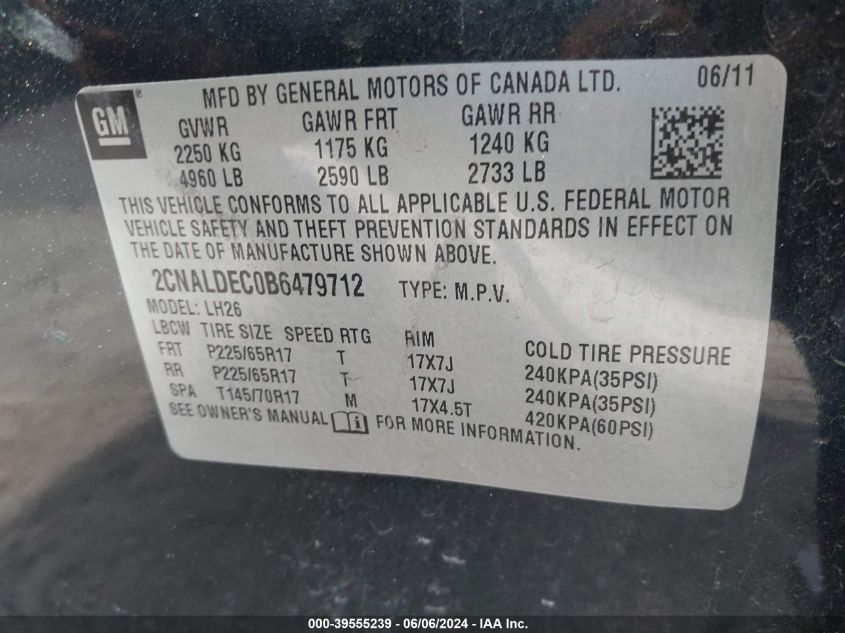 GM®
MFD BY GENERAL MOTORS OF CANADA LTD. 06/11
GVWR GAWR FRT GAWR RR
2250 KG 1175 KG 1240 KG
4960 LB 2590 LB 2733 LB
THIS VEHICLE CONFORMS TO ALL APPLICABLE U.S. FEDERAL MOTOR
VEHICLE SAFETY AND THEFT PREVENTION STANDARDS IN EFFECT ON
THE DATE OF MANUFACTURE SHOWN ABOVE.
2CNALDEC0B6479712 TYPE: M.P.V.
MODEL: LH26
LBCW TIRE SIZE SPEED RTG RIM COLD TIRE PRESSURE
FRT P225/65R17 T 17X7J 240KPA(35PSI)
RR P225/65R17 T 17X7J 240KPA(35PSI)
SPA T145/70R17 M 17X4.5T 420KPA(60PSI)
SEE OWNER'S MANUAL FOR MORE INFORMATION.
000-39555239 - 06/06/2024 - IAA Inc.